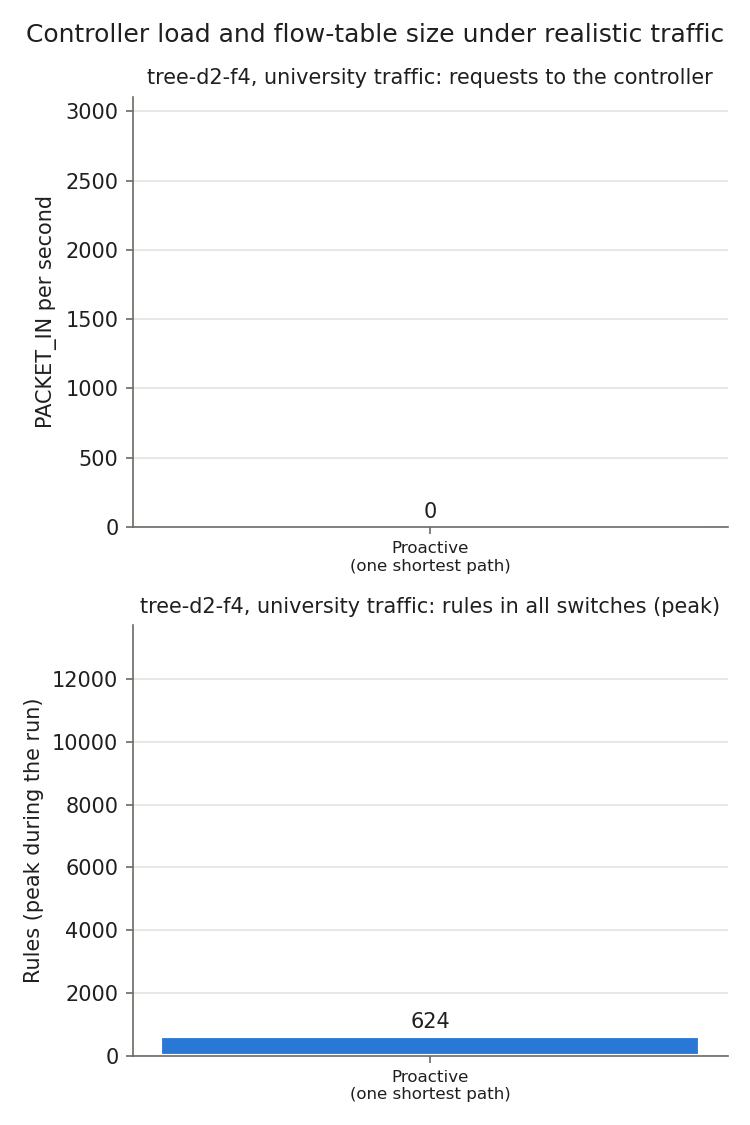 Controller load and flow-table size under realistic traffic
tree-d2-f4, university traffic: requests to the controller
PACKET_IN per second
3000
2500
2000
1500
1000
500
0
0
Proactive
(one shortest path)
tree-d2-f4, university traffic: rules in all switches (peak)
Rules (peak during the run)
12000
10000
8000
6000
4000
2000
0
624
Proactive
(one shortest path)